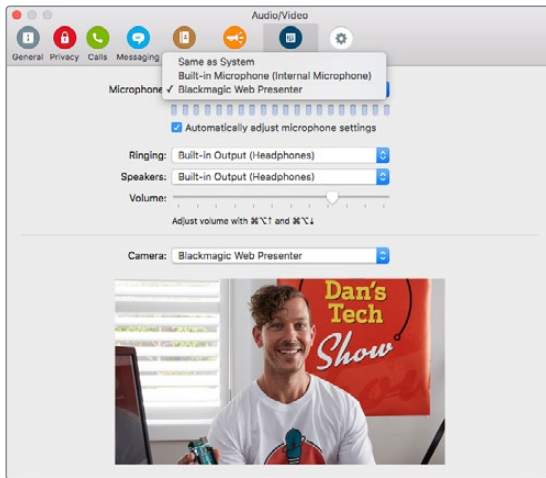 Audio/Video
General Privacy Calls Messaging
Same as System
Built-in Microphone (Internal Microphone)
Microphone: ✓ Blackmagic Web Presenter
Automatically adjust microphone settings
Ringing: Built-in Output (Headphones)
Speakers: Built-in Output (Headphones)
Volume:
Adjust volume with ⌘⌥↑ and ⌘⌥↓
Camera: Blackmagic Web Presenter
Dan's
Tech
Show